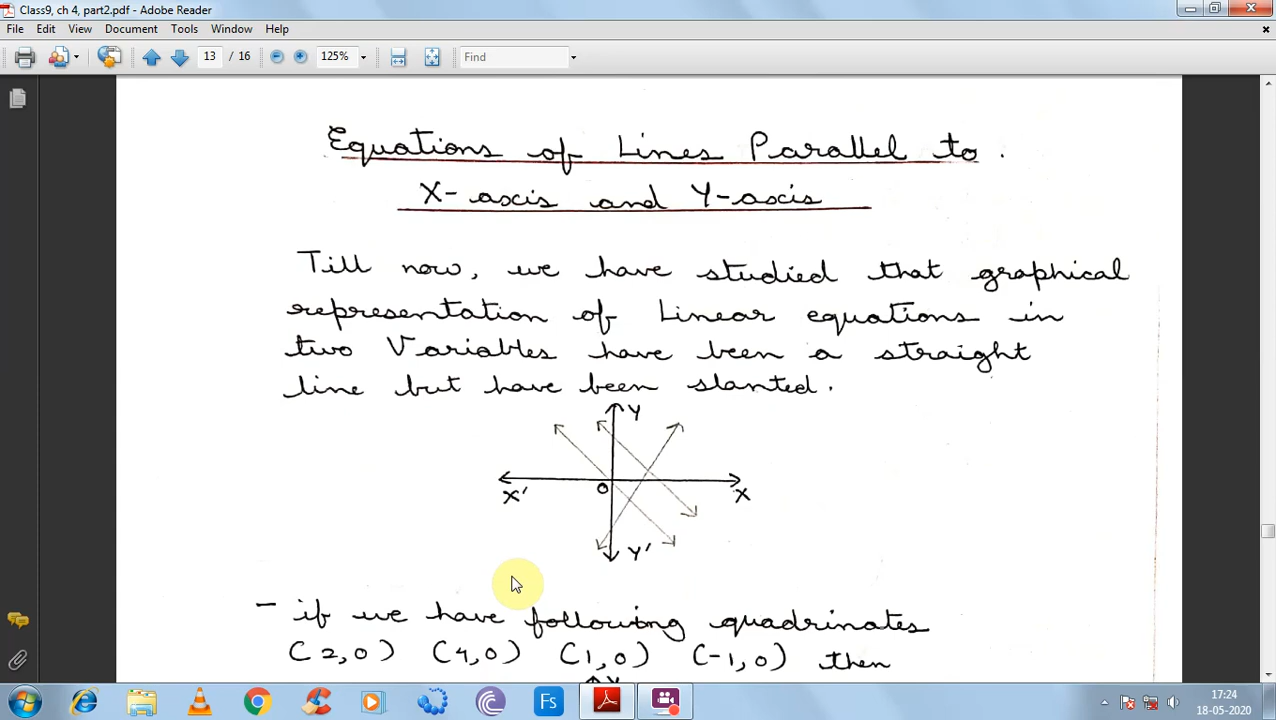 Class9, ch 4, part2.pdf - Adobe Reader
File Edit View Document Tools Window Help
13 / 16 125% Find
Equations of Lines Parallel to.
X-axis and Y-axis
Till now, we have studied that graphical
representation of Linear equations in
two Variables have been a straight
line but have been slanted.
Y
X' O X
Y'
- if we have following quadrinates
(2,0) (4,0) (1,0) (-1,0) then
Y
Fs
17:24
18-05-2020